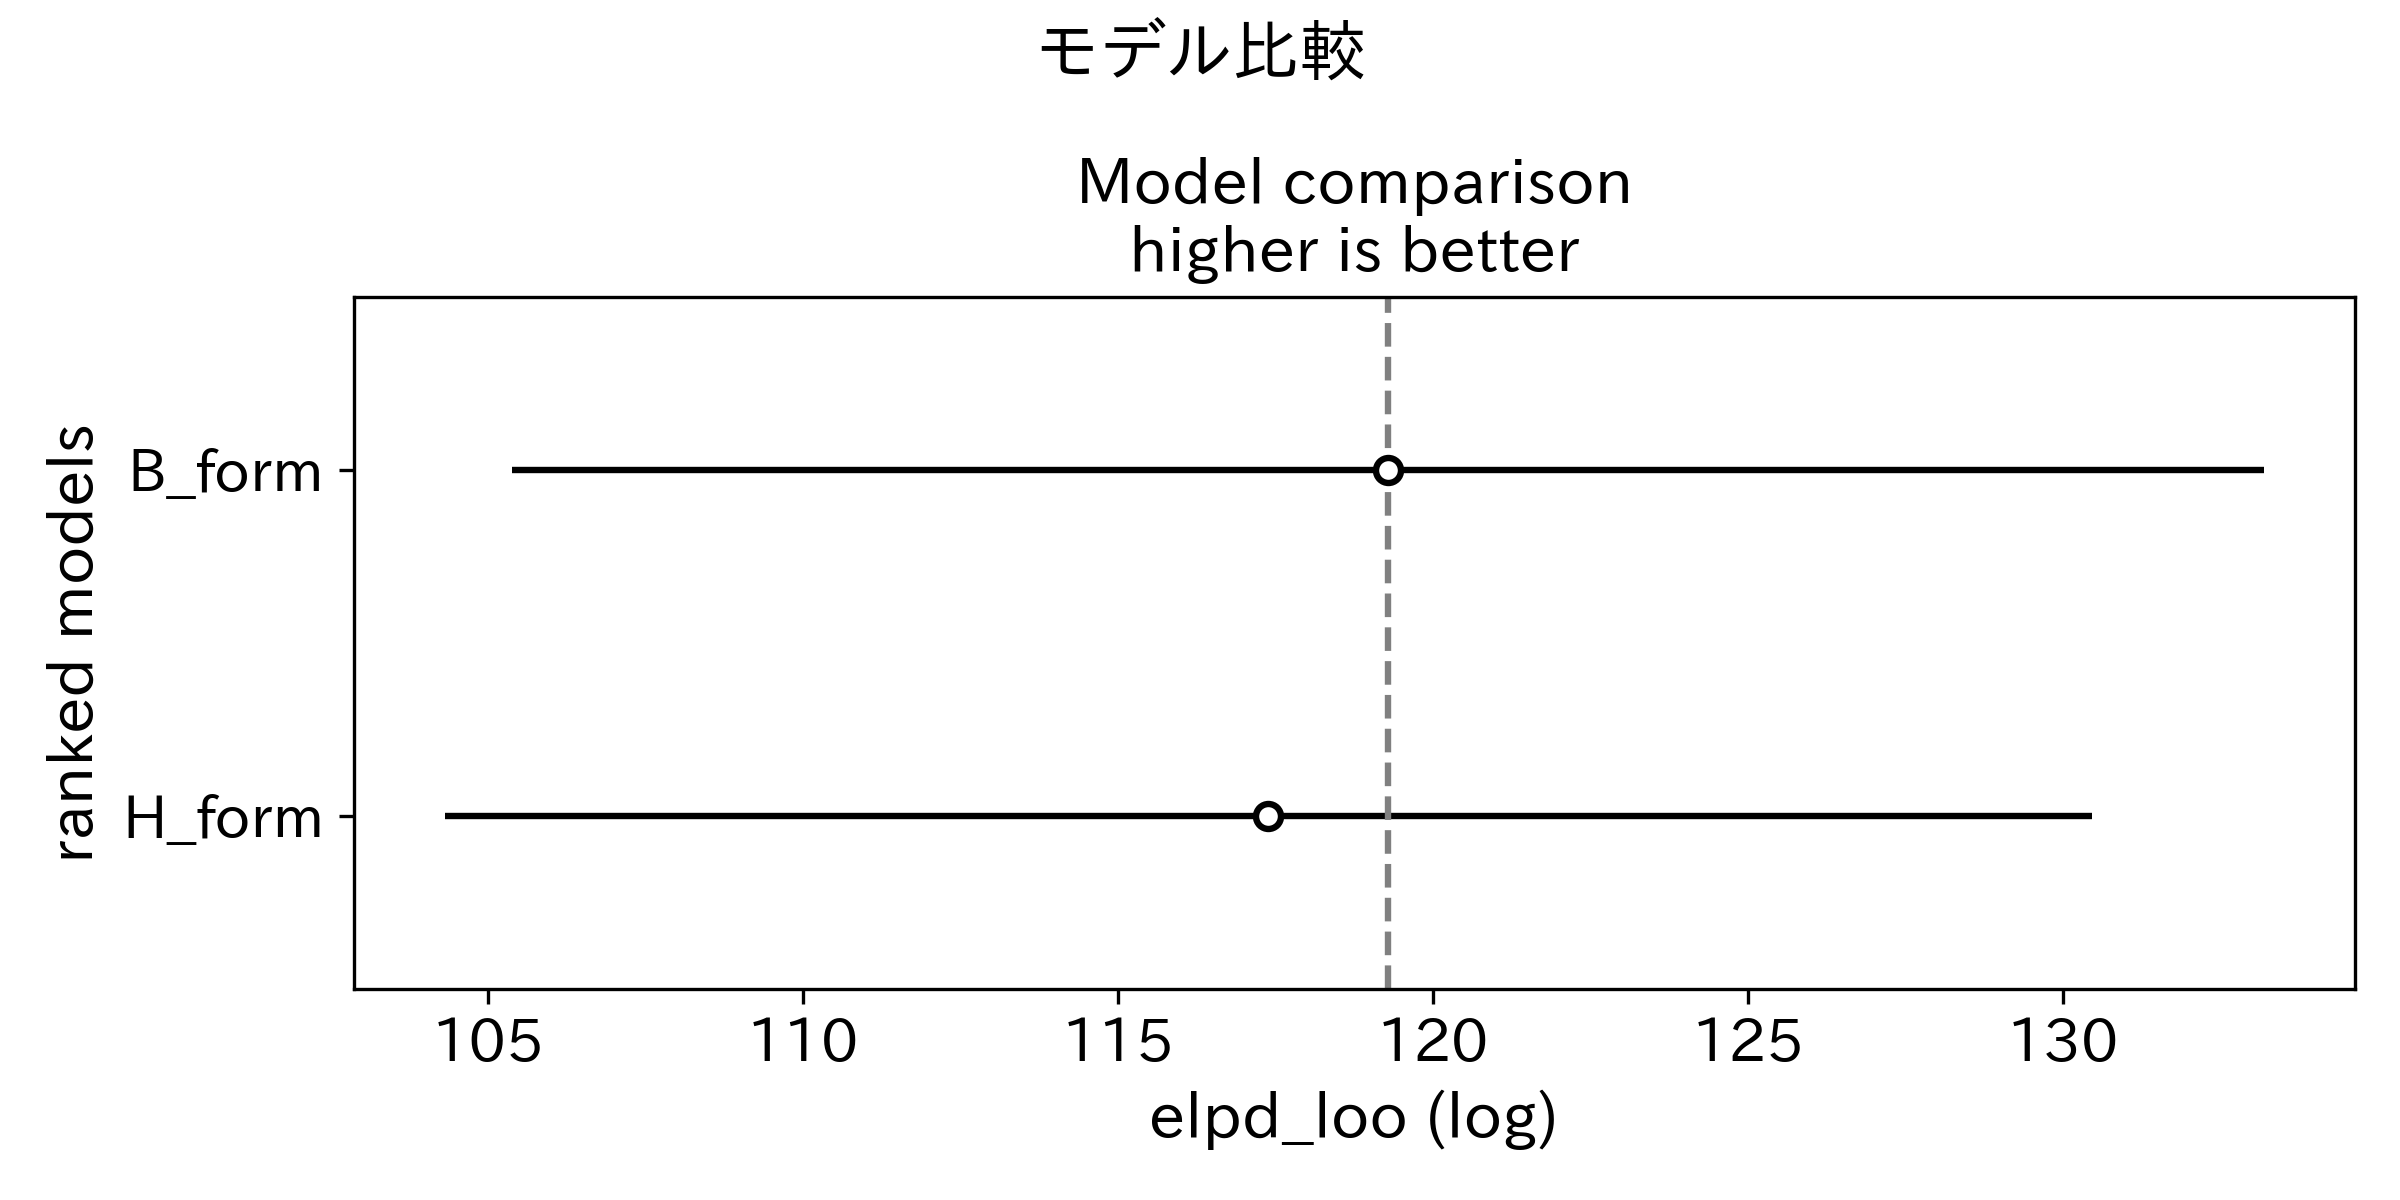 モデル比較
Model comparison
higher is better
ranked models
B_form
H_form
105 110 115 120 125 130
elpd_loo (log)